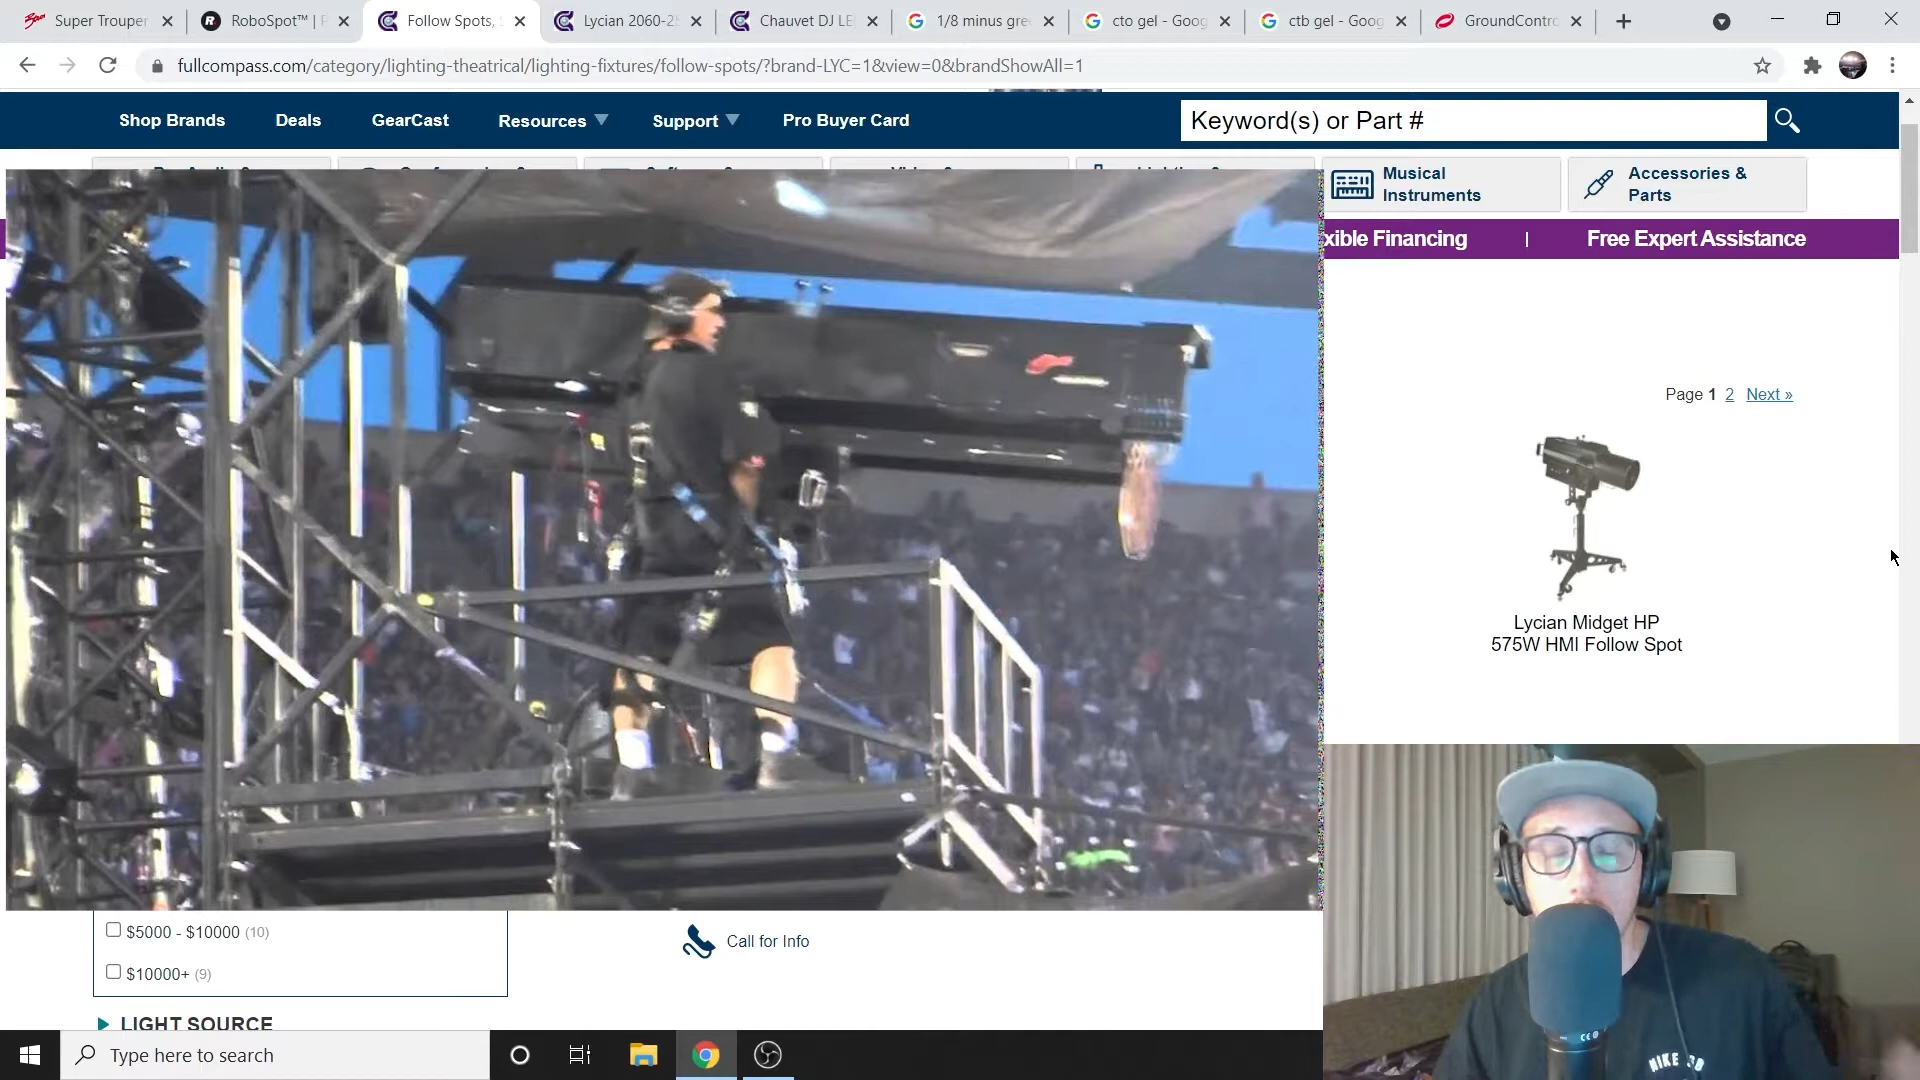 Super Trouper
RoboSpot™ | P
Follow Spots,
Lycian 2060-2
Chauvet DJ LE
1/8 minus gre
cto gel - Goog
ctb gel - Goog
GroundContro
fullcompass.com/category/lighting-theatrical/lighting-fixtures/follow-spots/?brand-LYC=1&view=0&brandShowAll=1
Shop Brands
Deals
GearCast
Resources
Support
Pro Buyer Card
Keyword(s) or Part #
Musical
Instruments
Accessories &
Parts
xible Financing | Free Expert Assistance
Page 1 2 Next »
Lycian Midget HP
575W HMI Follow Spot
$5000 - $10000 (10)
$10000+ (9)
Call for Info
LIGHT SOURCE
Type here to search